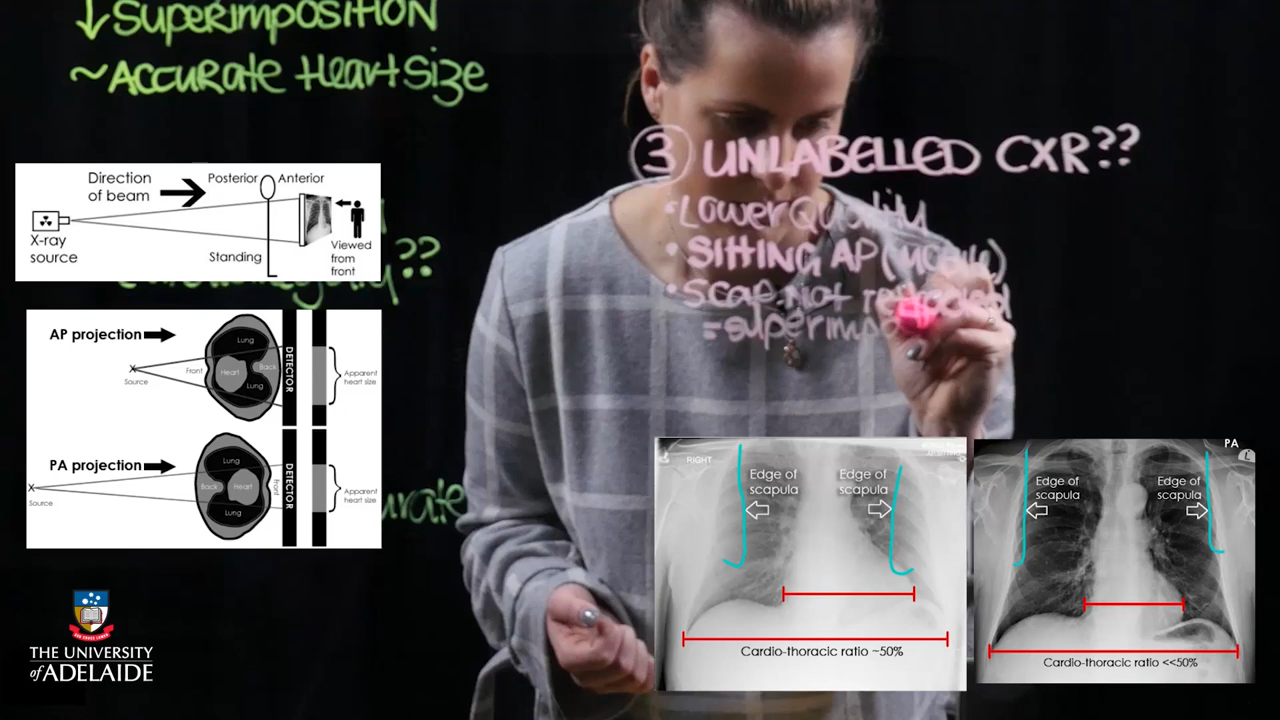 ↓ Superimposition
~ Accurate Heart Size
Direction
of beam
Posterior
Anterior
X-ray
source
Standing
Viewed
from
front
??
AP projection
Source
Front
Lung
Heart
Back
Lung
DETECTOR
Apparent
heart size
PA projection
Source
Lung
Back
Heart
Front
Lung
DETECTOR
Apparent
heart size
THE UNIVERSITY
of ADELAIDE
3 UNLABELLED CXR??
• Lower Quality
• SITTING AP
• Scap. Not
=
RIGHT
Edge of
scapula
Edge of
scapula
Cardio-thoracic ratio ~50%
PA
L
Edge of
scapula
Edge of
scapula
Cardio-thoracic ratio <<50%